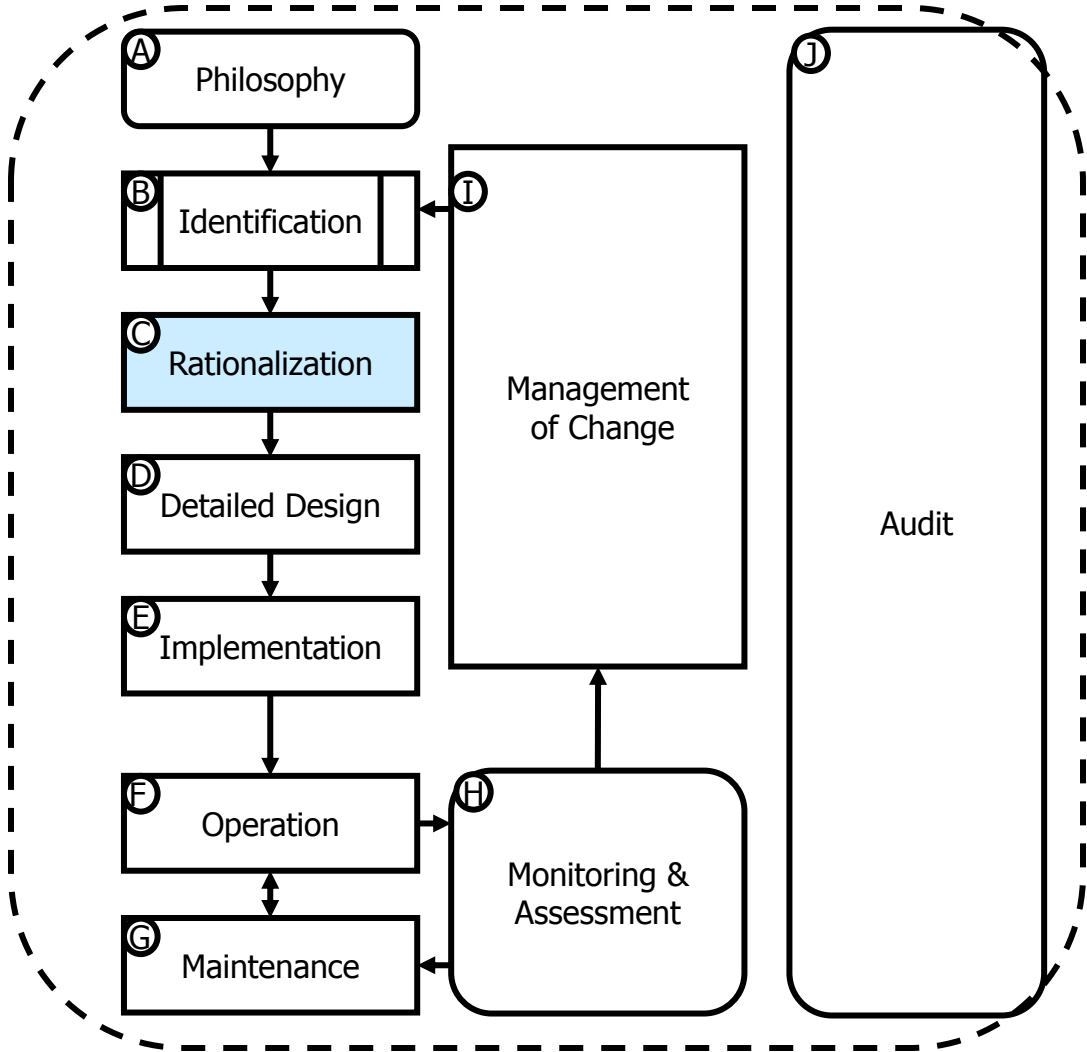 A
Philosophy
B
Identification
C
Rationalization
D
Detailed Design
E
Implementation
F
Operation
G
Maintenance
H
Monitoring &
Assessment
I
Management
of Change
J
Audit